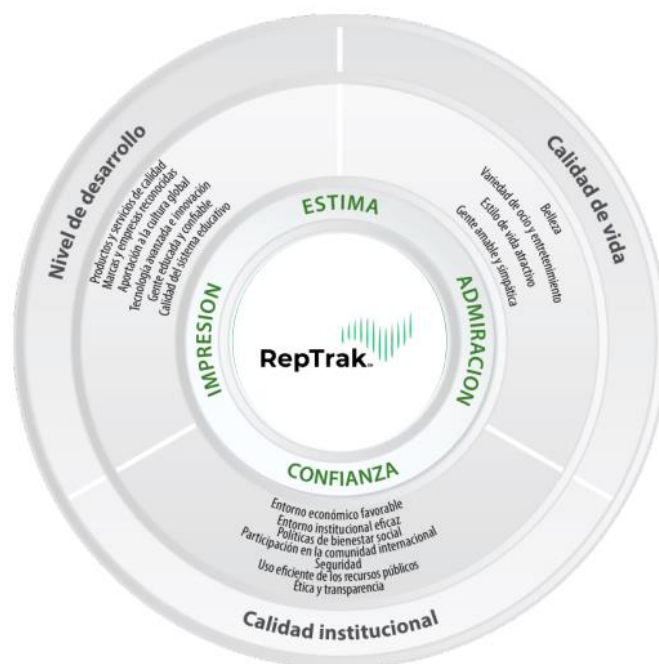 Nivel de desarrollo
Productos y servicios de calidad
Marcas y empresas reconocidas
Aportación a la cultura global
Tecnología avanzada e innovación
Gente educada y confiable
Calidad del sistema educativo
Calidad de vida
Belleza
Variedad de ocio y entretenimiento
Estilo de vida atractivo
Gente amable y simpática
ESTIMA
ADMIRACION
IMPRESION
CONFIANZA
RepTrak
Entorno económico favorable
Entorno institucional eficaz
Políticas de bienestar social
Participación en la comunidad internacional
Seguridad
Uso eficiente de los recursos públicos
Ética y transparencia
Calidad institucional